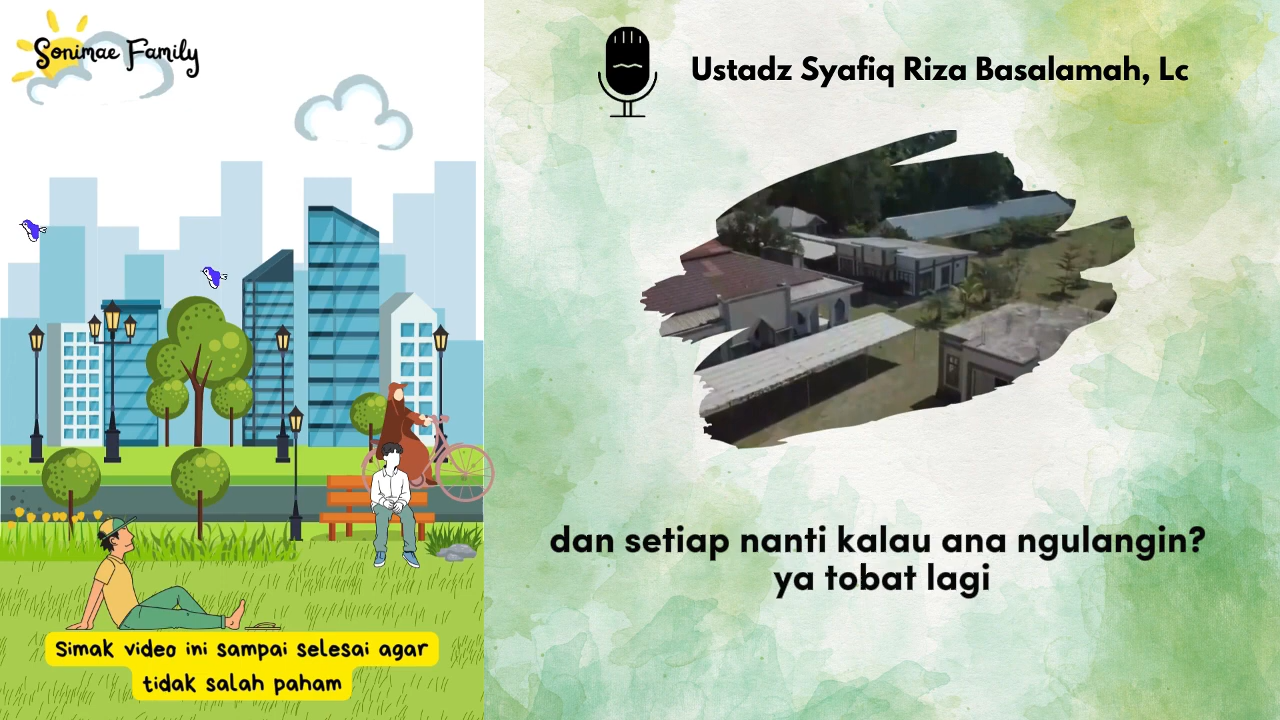 Sonimae Family
Ustadz Syafiq Riza Basalamah, Lc
dan setiap nanti kalau ana ngulangin?
ya tobat lagi
Simak video ini sampai selesai agar
tidak salah paham